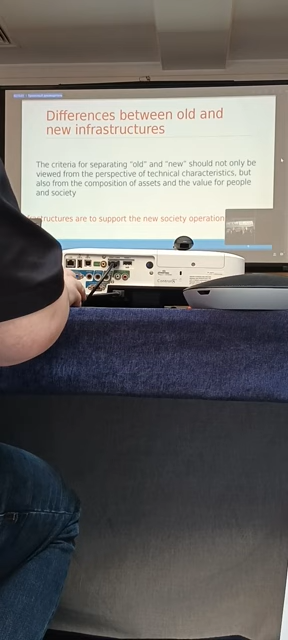 Differences between old and
new infrastructures
The criteria for separating "old" and "new" should not only be
viewed from the perspective of technical characteristics, but
also from the composition of assets and the value for people
and society
are to support the new society operation